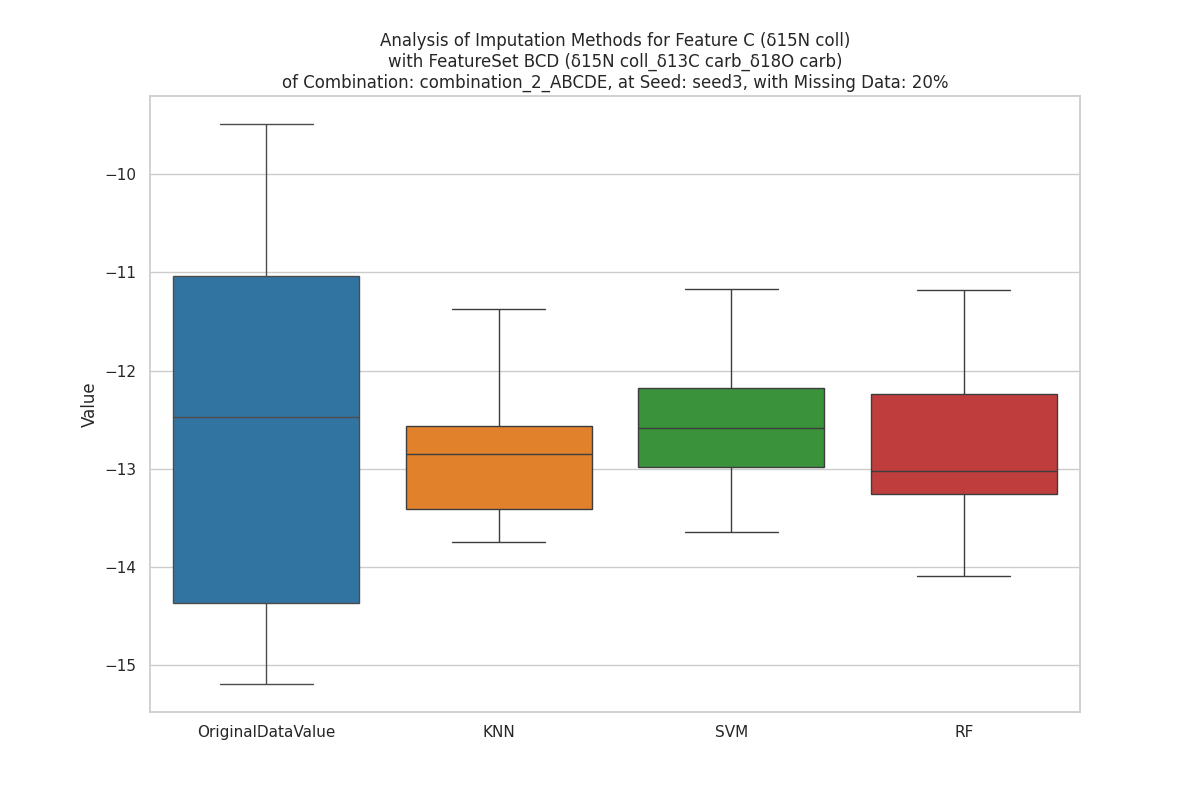 Analysis of Imputation Methods for Feature C (δ15N coll)
with FeatureSet BCD (δ15N coll_δ13C carb_δ18O carb)
of Combination: combination_2_ABCDE, at Seed: seed3, with Missing Data: 20%
Value
−10
−11
−12
−13
−14
−15
OriginalDataValue
KNN
SVM
RF